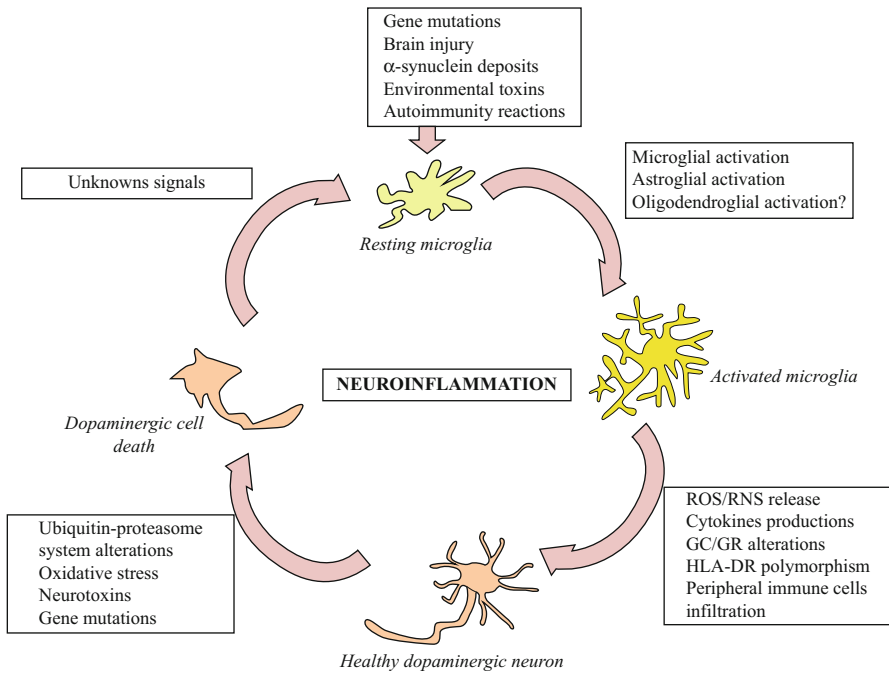 Gene mutations
Brain injury
α-synuclein deposits
Environmental toxins
Autoimmunity reactions
Unknowns signals
Microglial activation
Astroglial activation
Oligodendroglial activation?
Resting microglia
NEUROINFLAMMATION
Activated microglia
Dopaminergic cell
death
ROS/RNS release
Cytokines productions
GC/GR alterations
HLA-DR polymorphism
Peripheral immune cells
infiltration
Ubiquitin-proteasome
system alterations
Oxidative stress
Neurotoxins
Gene mutations
Healthy dopaminergic neuron